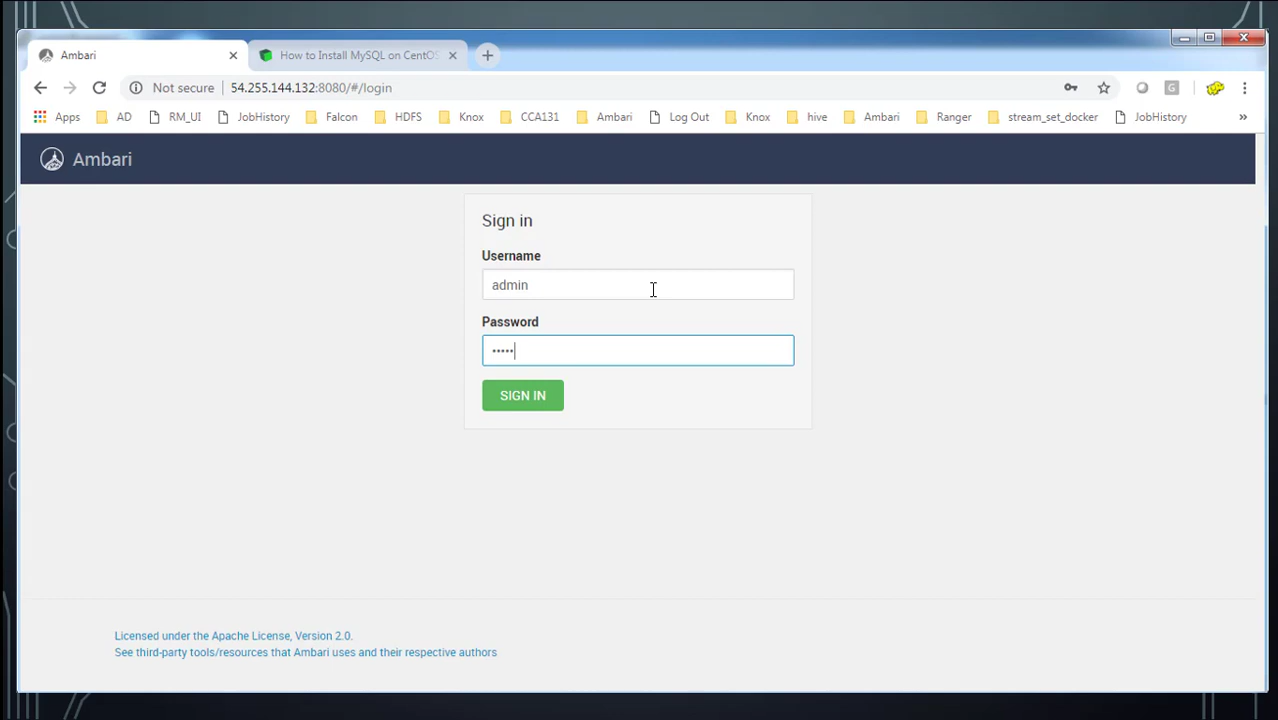 Ambari
How to Install MySQL on CentOS
Not secure 54.255.144.132:8080/#/login
G
Apps AD RM_UI JobHistory Falcon HDFS Knox CCA131 Ambari Log Out Knox hive Ambari Ranger stream_set_docker JobHistory »
Ambari
Sign in
Username
admin
Password
•••••
SIGN IN
Licensed under the Apache License, Version 2.0.
See third-party tools/resources that Ambari uses and their respective authors